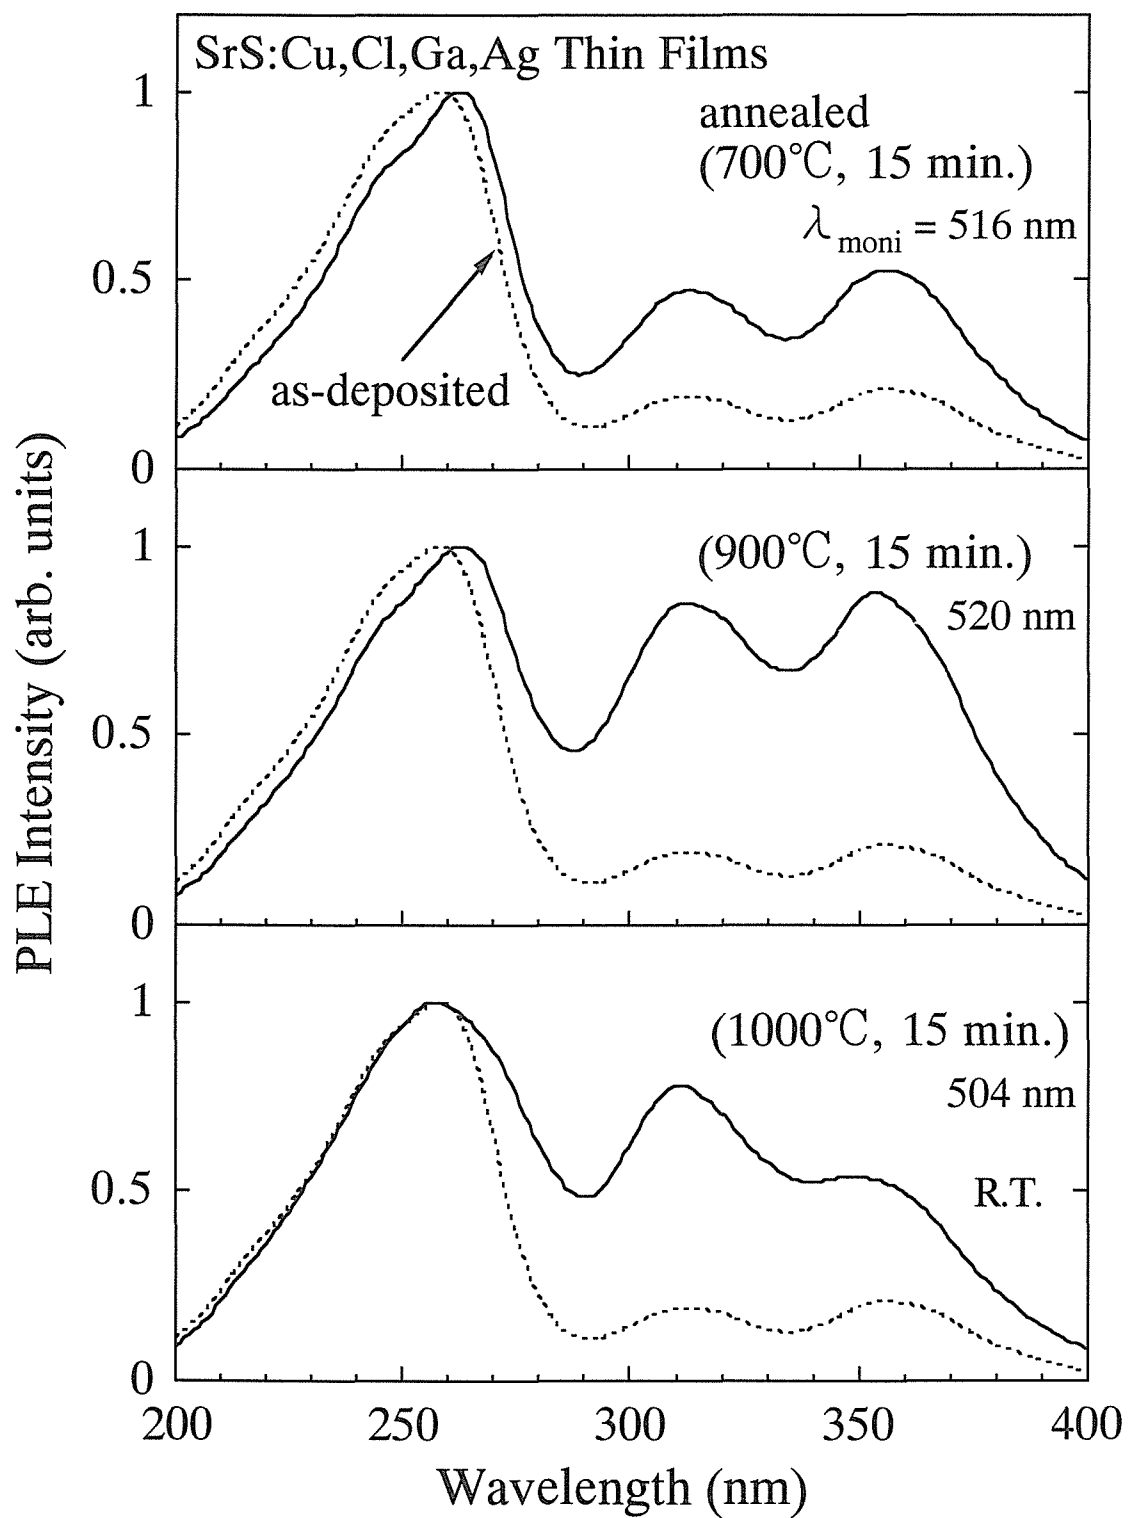 SrS:Cu,Cl,Ga,Ag Thin Films
annealed
(700℃, 15 min.)
λmoni = 516 nm
as-deposited
1
0.5
0
(900℃, 15 min.)
520 nm
1
0.5
0
(1000℃, 15 min.)
504 nm
R.T.
1
0.5
0
PLE Intensity (arb. units)
200 250 300 350 400
Wavelength (nm)